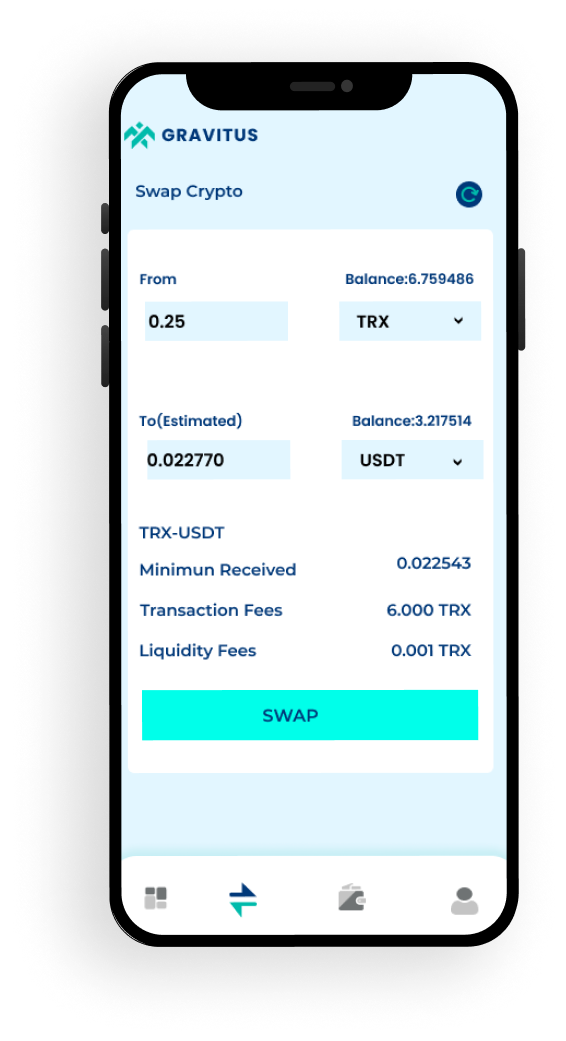 GRAVITUS
Swap Crypto
From Balance:6.759486
0.25 TRX
To(Estimated) Balance:3.217514
0.022770 USDT
TRX-USDT
Minimun Received 0.022543
Transaction Fees 6.000 TRX
Liquidity Fees 0.001 TRX
SWAP